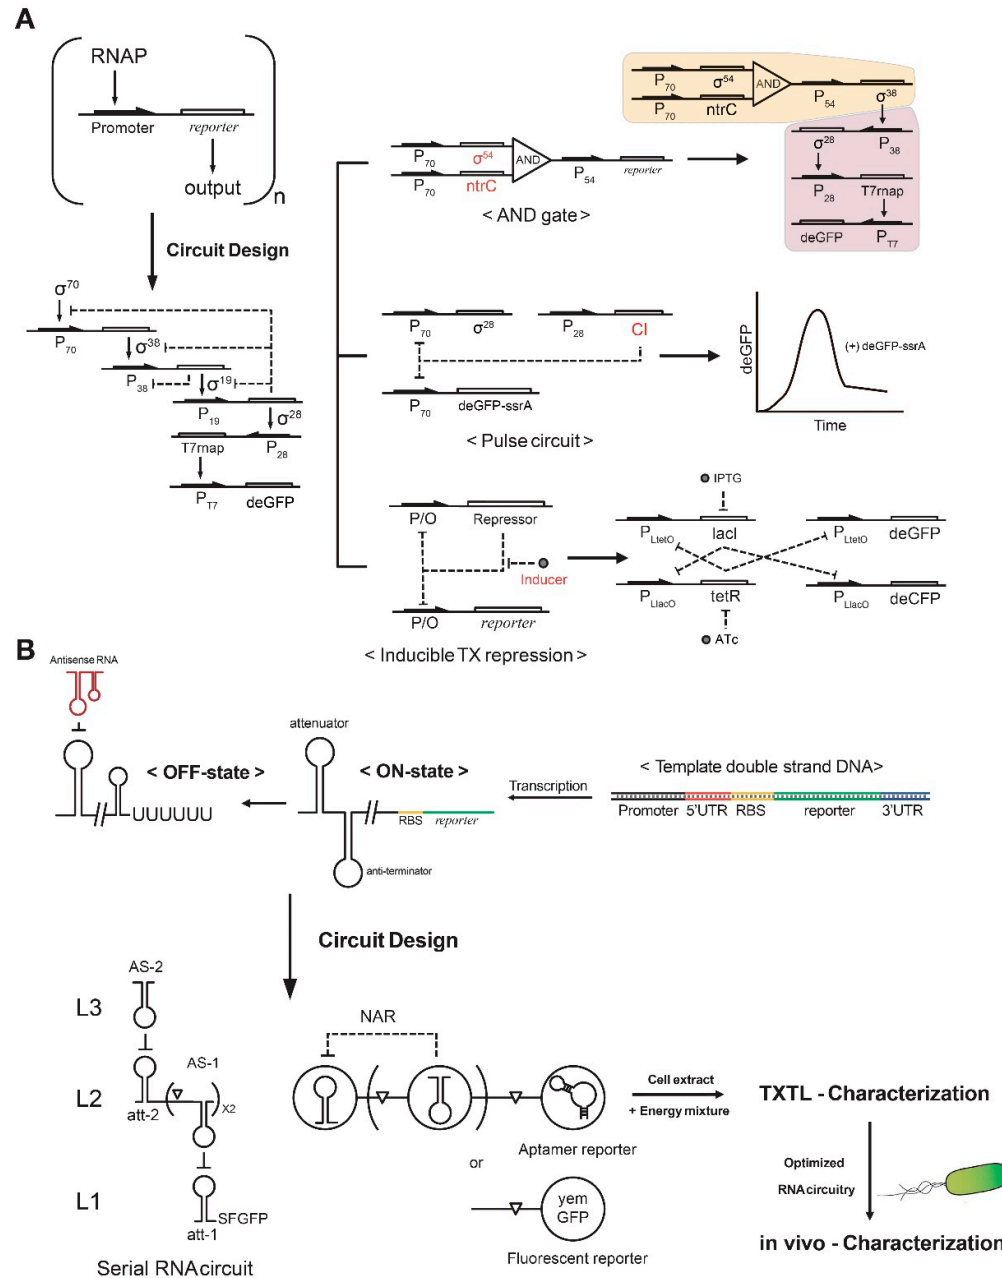 A
RNAP
Promoter
reporter
output
n
Circuit Design
σ70
P70
σ38
P38
σ19
P19
σ28
T7rnap
P28
PT7
deGFP
P70
σ54
AND
P70
ntrC
P54
reporter
< AND gate >
P70
σ54
AND
P70
ntrC
P54
σ38
σ28
P38
P28
T7rnap
deGFP
PT7
P70
σ28
P28
CI
P70
deGFP-ssrA
< Pulse circuit >
deGFP
(+) deGFP-ssrA
Time
P/O
Repressor
Inducer
P/O
reporter
< Inducible TX repression >
IPTG
PLtetO
lacI
PLtetO
deGFP
PLlacO
tetR
PLlacO
deCFP
ATc
B
Antisense RNA
< OFF-state >
UUUUUU
attenuator
< ON-state >
RBS
reporter
anti-terminator
Transcription
< Template double strand DNA>
Promoter 5'UTR RBS reporter 3'UTR
Circuit Design
AS-2
L3
AS-1
L2
att-2
X2
L1
SFGFP
att-1
Serial RNA circuit
NAR
Aptamer reporter
or
yem
GFP
Fluorescent reporter
Cell extract
+ Energy mixture
TXTL - Characterization
Optimized
RNA circuitry
in vivo - Characterization